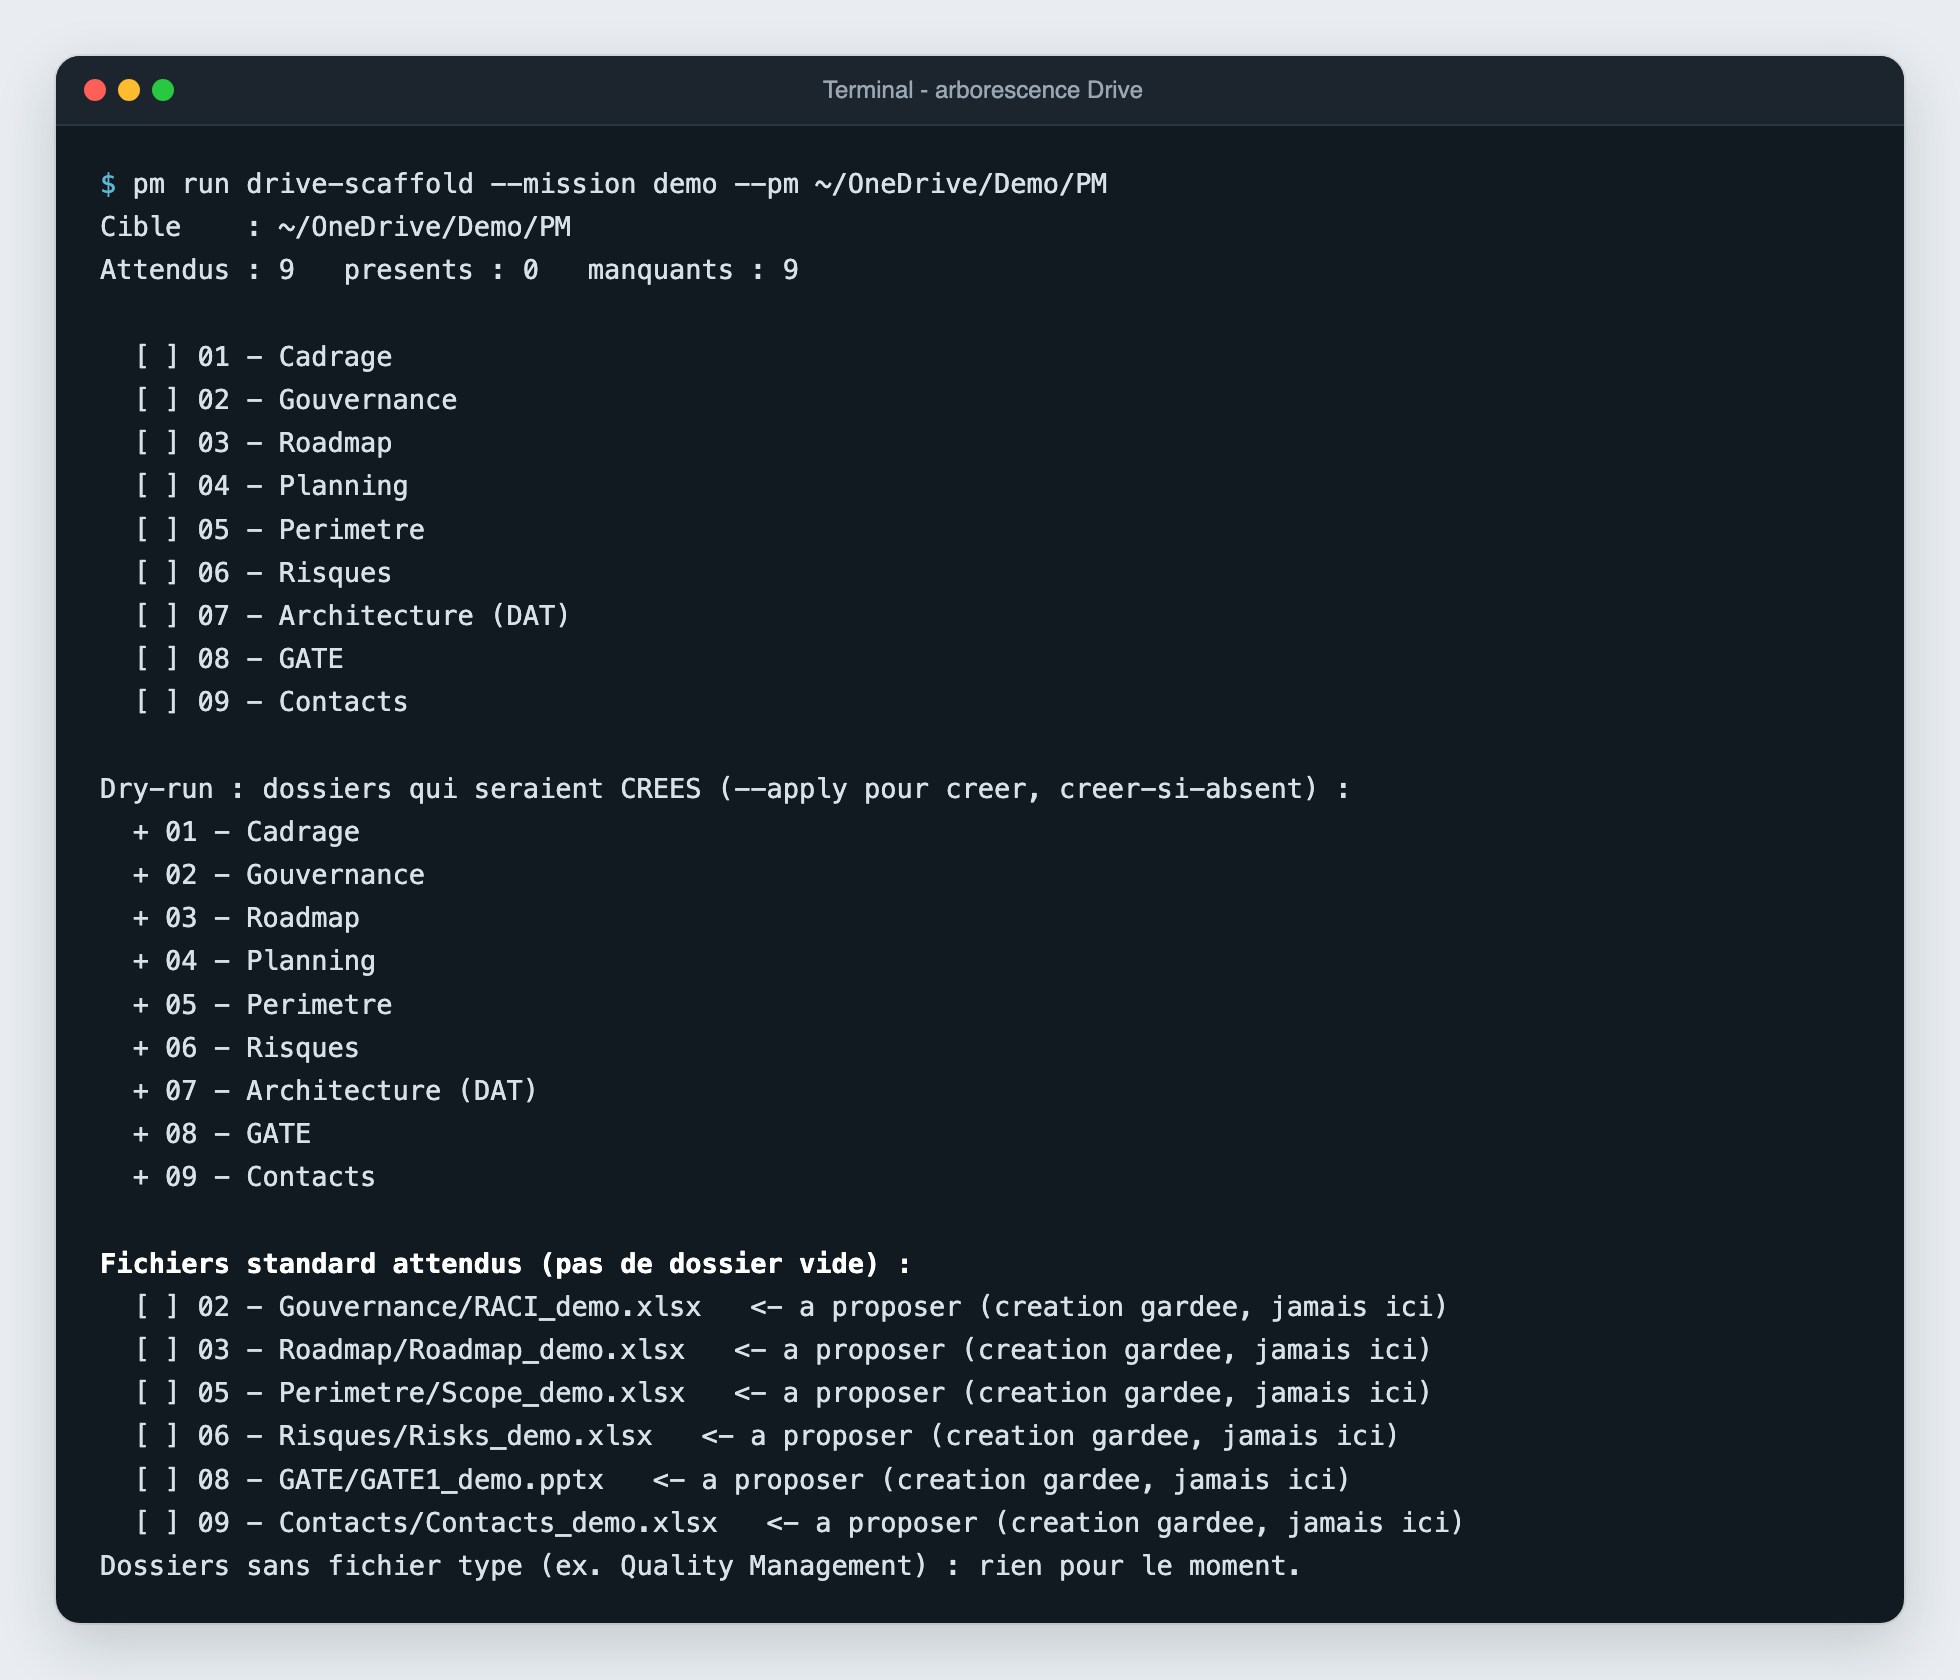 Terminal - arborescence Drive
$ pm run drive-scaffold --mission demo --pm ~/OneDrive/Demo/PM
Cible    : ~/OneDrive/Demo/PM
Attendus : 9   presents : 0   manquants : 9
[ ] 01 - Cadrage
[ ] 02 - Gouvernance
[ ] 03 - Roadmap
[ ] 04 - Planning
[ ] 05 - Perimetre
[ ] 06 - Risques
[ ] 07 - Architecture (DAT)
[ ] 08 - GATE
[ ] 09 - Contacts
Dry-run : dossiers qui seraient CREES (--apply pour creer, creer-si-absent) :
+ 01 - Cadrage
+ 02 - Gouvernance
+ 03 - Roadmap
+ 04 - Planning
+ 05 - Perimetre
+ 06 - Risques
+ 07 - Architecture (DAT)
+ 08 - GATE
+ 09 - Contacts
Fichiers standard attendus (pas de dossier vide) :
[ ] 02 - Gouvernance/RACI_demo.xlsx   <- a proposer (creation gardee, jamais ici)
[ ] 03 - Roadmap/Roadmap_demo.xlsx   <- a proposer (creation gardee, jamais ici)
[ ] 05 - Perimetre/Scope_demo.xlsx   <- a proposer (creation gardee, jamais ici)
[ ] 06 - Risques/Risks_demo.xlsx   <- a proposer (creation gardee, jamais ici)
[ ] 08 - GATE/GATE1_demo.pptx   <- a proposer (creation gardee, jamais ici)
[ ] 09 - Contacts/Contacts_demo.xlsx   <- a proposer (creation gardee, jamais ici)
Dossiers sans fichier type (ex. Quality Management) : rien pour le moment.